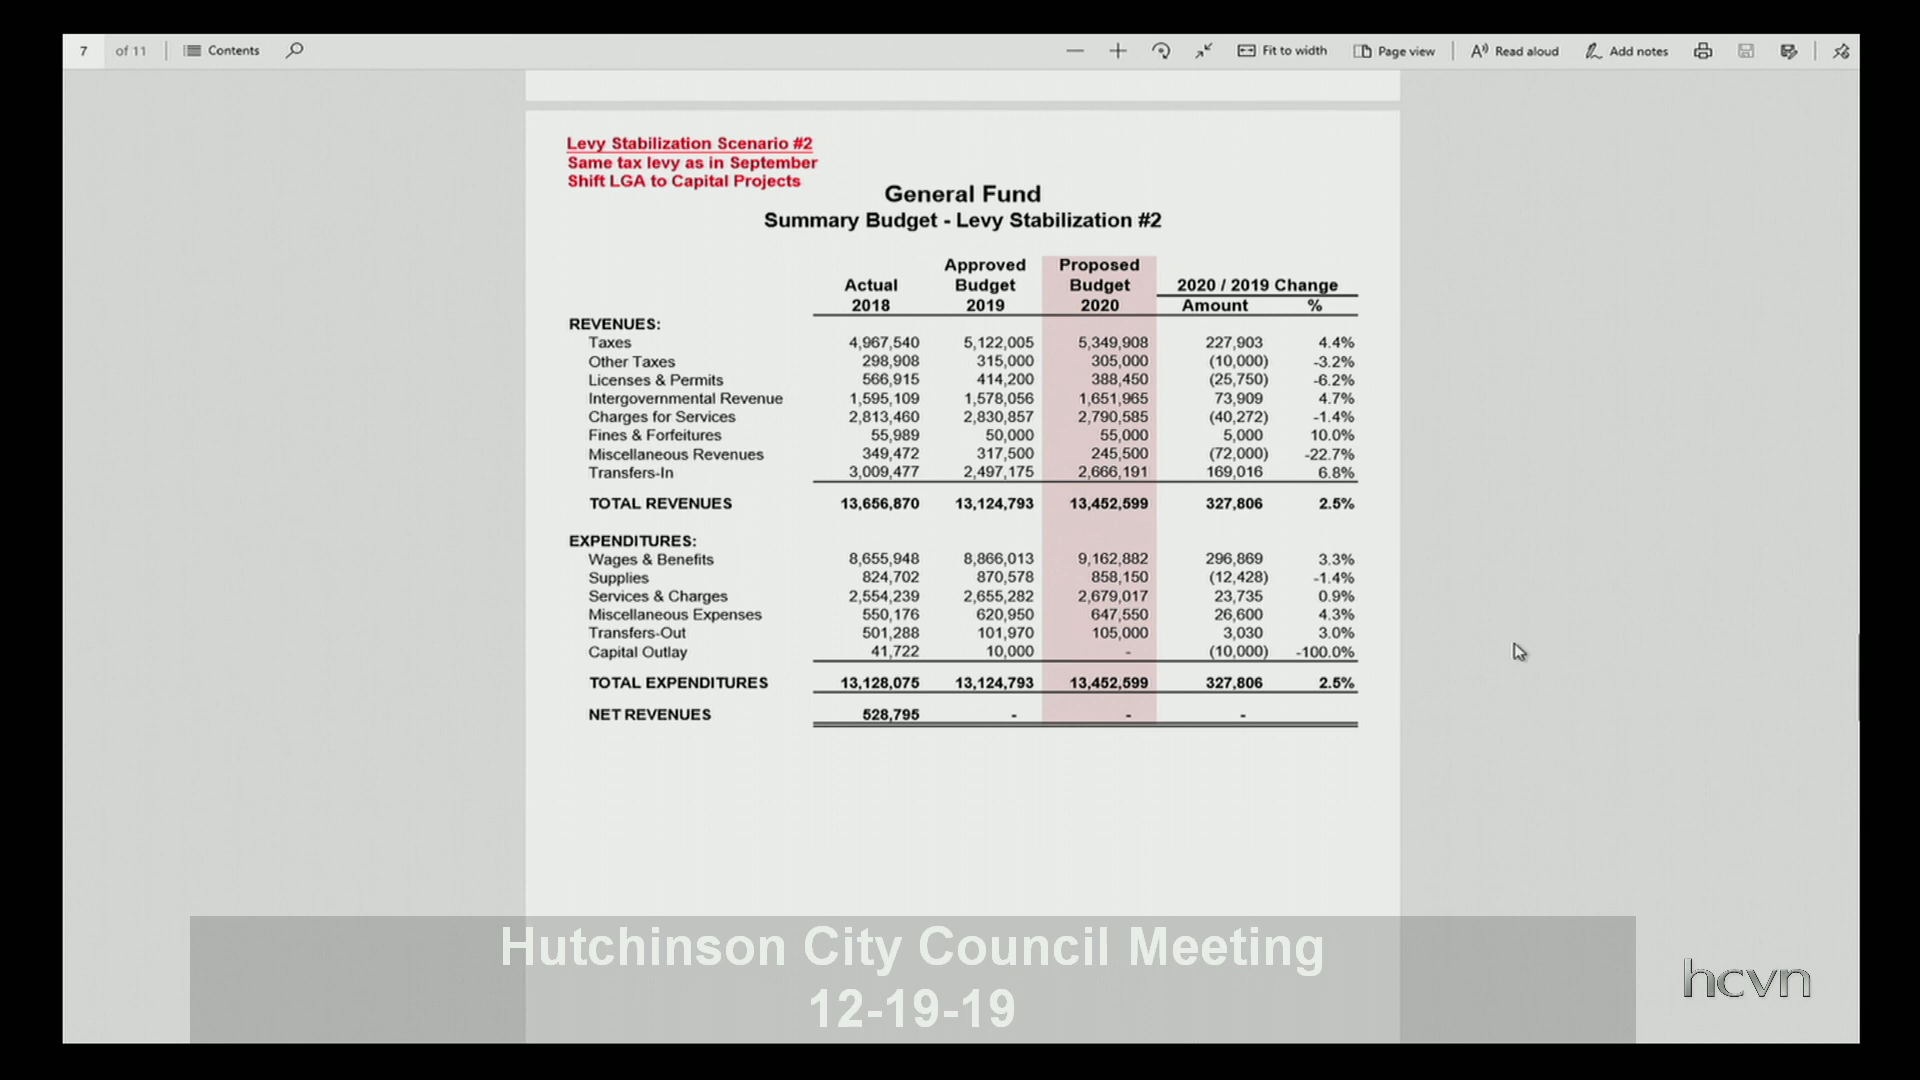 7 of 11 Contents Fit to width Page view Read aloud Add notes
Levy Stabilization Scenario #2
Same tax levy as in September
Shift LGA to Capital Projects
General Fund
Summary Budget - Levy Stabilization #2
Approved Proposed
Actual Budget Budget 2020 / 2019 Change
2018 2019 2020 Amount %
REVENUES:
Taxes 4,967,540 5,122,005 5,349,908 227,903 4.4%
Other Taxes 298,908 315,000 305,000 (10,000) -3.2%
Licenses & Permits 566,915 414,200 388,450 (25,750) -6.2%
Intergovernmental Revenue 1,595,109 1,578,056 1,651,965 73,909 4.7%
Charges for Services 2,813,460 2,830,857 2,790,585 (40,272) -1.4%
Fines & Forfeitures 55,989 50,000 55,000 5,000 10.0%
Miscellaneous Revenues 349,472 317,500 245,500 (72,000) -22.7%
Transfers-In 3,009,477 2,497,175 2,666,191 169,016 6.8%
TOTAL REVENUES 13,656,870 13,124,793 13,452,599 327,806 2.5%
EXPENDITURES:
Wages & Benefits 8,655,948 8,866,013 9,162,882 296,869 3.3%
Supplies 824,702 870,578 858,150 (12,428) -1.4%
Services & Charges 2,554,239 2,655,282 2,679,017 23,735 0.9%
Miscellaneous Expenses 550,176 620,950 647,550 26,600 4.3%
Transfers-Out 501,288 101,970 105,000 3,030 3.0%
Capital Outlay 41,722 10,000 - (10,000) -100.0%
TOTAL EXPENDITURES 13,128,075 13,124,793 13,452,599 327,806 2.5%
NET REVENUES 528,795 - - -
Hutchinson City Council Meeting
12-19-19
hcvn